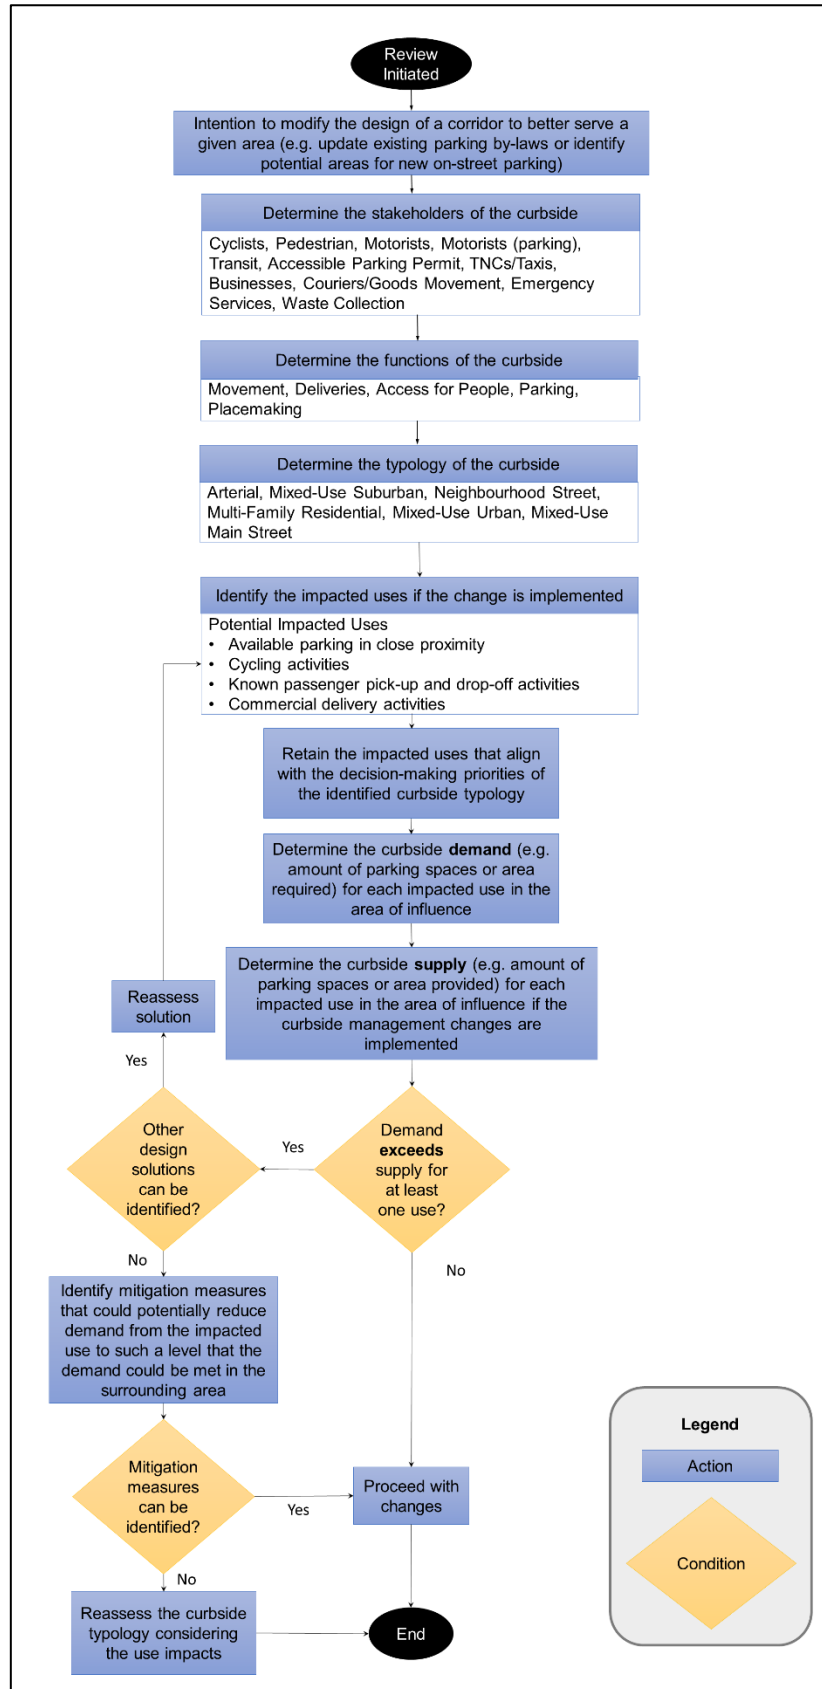 Review
Initiated
Intention to modify the design of a corridor to better serve a
given area (e.g. update existing parking by-laws or identify
potential areas for new on-street parking)
Determine the stakeholders of the curbside
Cyclists, Pedestrian, Motorists, Motorists (parking),
Transit, Accessible Parking Permit, TNCs/Taxis,
Businesses, Couriers/Goods Movement, Emergency
Services, Waste Collection
Determine the functions of the curbside
Movement, Deliveries, Access for People, Parking,
Placemaking
Determine the typology of the curbside
Arterial, Mixed-Use Suburban, Neighbourhood Street,
Multi-Family Residential, Mixed-Use Urban, Mixed-Use
Main Street
Identify the impacted uses if the change is implemented
Potential Impacted Uses
• Available parking in close proximity
• Cycling activities
• Known passenger pick-up and drop-off activities
• Commercial delivery activities
Retain the impacted uses that align
with the decision-making priorities of
the identified curbside typology
Determine the curbside demand (e.g.
amount of parking spaces or area
required) for each impacted use in the
area of influence
Determine the curbside supply (e.g. amount of
parking spaces or area provided) for each
impacted use in the area of influence if the
curbside management changes are
implemented
Reassess
solution
Yes
Other
design
solutions
can be
identified?
Yes
Demand
exceeds
supply for
at least
one use?
No
No
Identify mitigation measures
that could potentially reduce
demand from the impacted
use to such a level that the
demand could be met in the
surrounding area
Mitigation
measures
can be
identified?
Yes
Proceed with
changes
No
Reassess the curbside
typology considering
the use impacts
End
Legend
Action
Condition